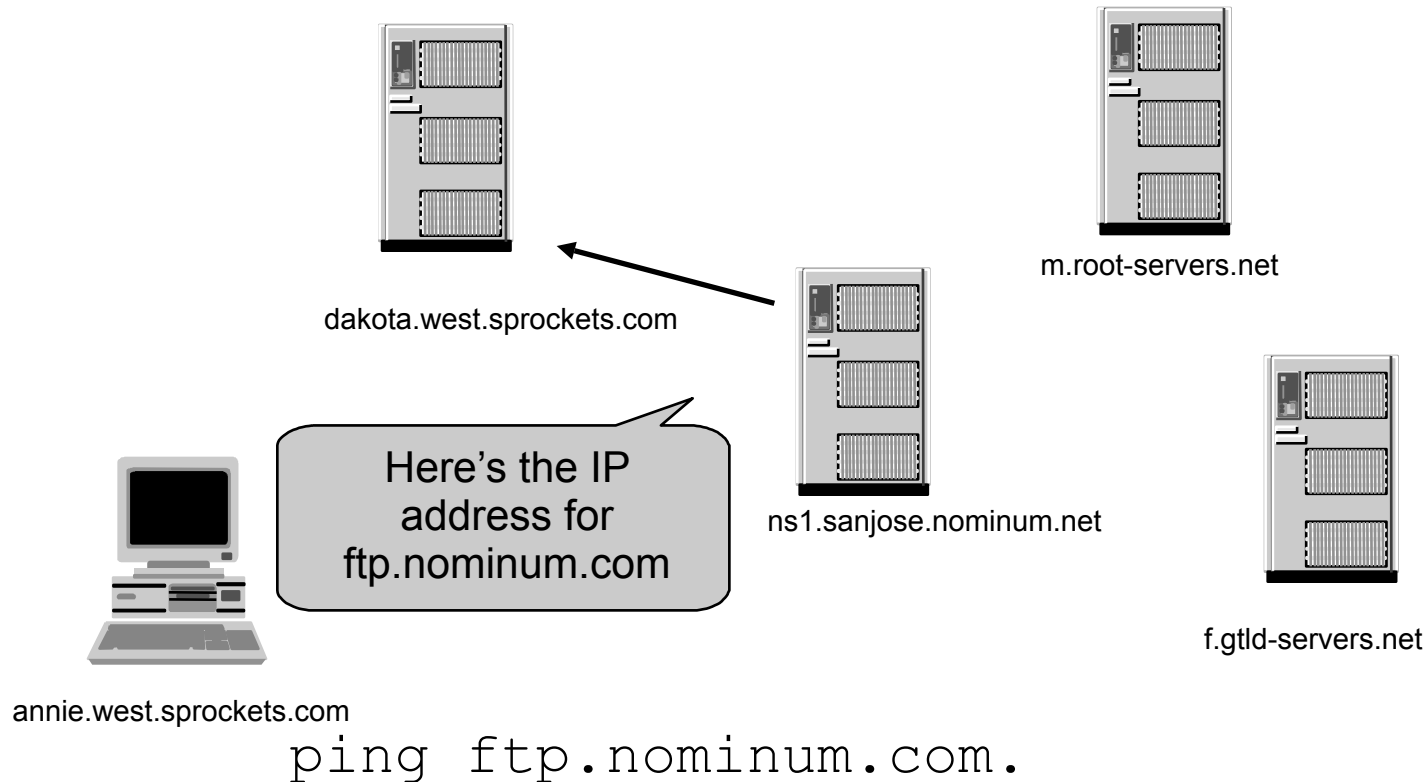 m.root-servers.net
dakota.west.sprockets.com
Here’s the IP
address for
ftp.nominum.com
ns1.sanjose.nominum.net
f.gtld-servers.net
annie.west.sprockets.com
ping ftp.nominum.com.